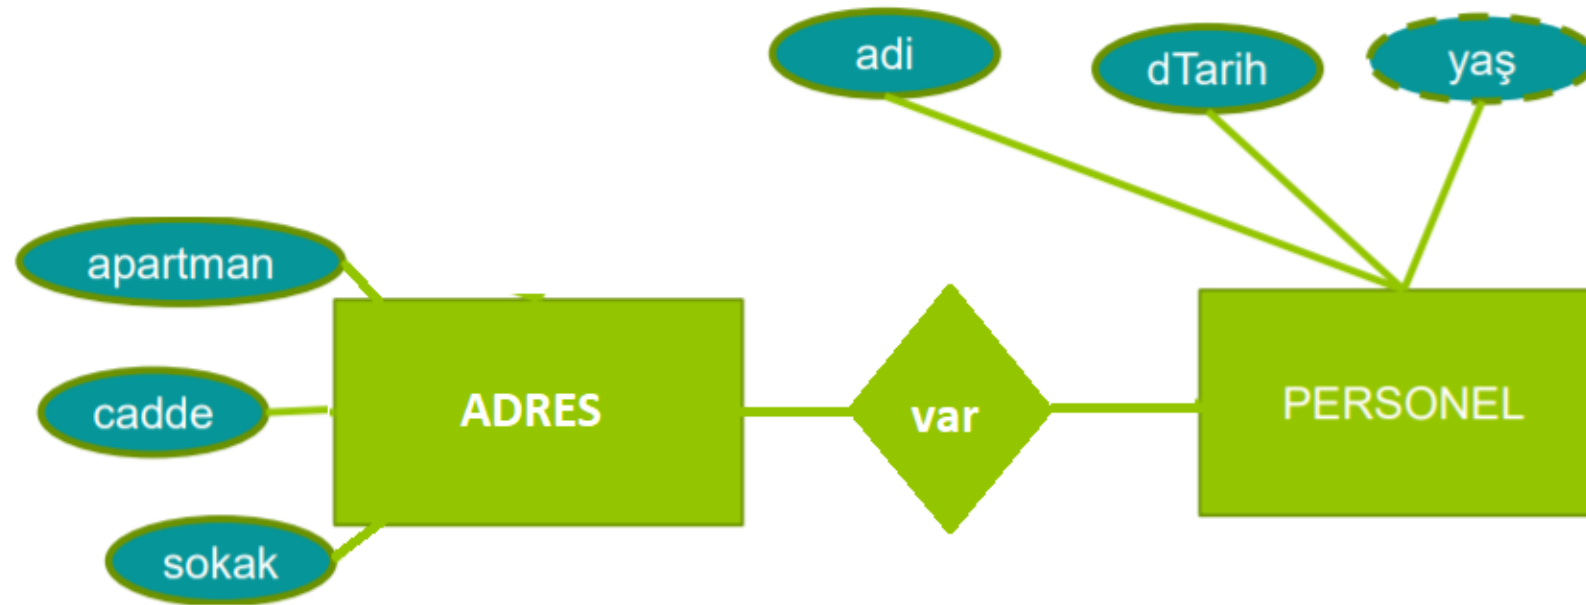 adi
dTarih
yaş
apartman
cadde
sokak
ADRES
var
PERSONEL